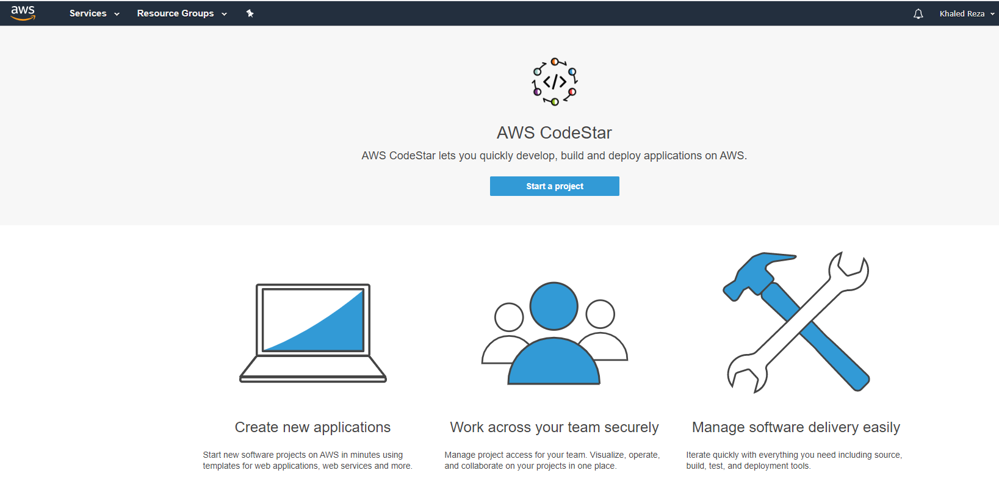 aws Services Resource Groups Khaled Reza
</>
AWS CodeStar
AWS CodeStar lets you quickly develop, build and deploy applications on AWS.
Start a project
Create new applications
Start new software projects on AWS in minutes using
templates for web applications, web services and more.
Work across your team securely
Manage project access for your team. Visualize, operate,
and collaborate on your projects in one place.
Manage software delivery easily
Iterate quickly with everything you need including source,
build, test, and deployment tools.